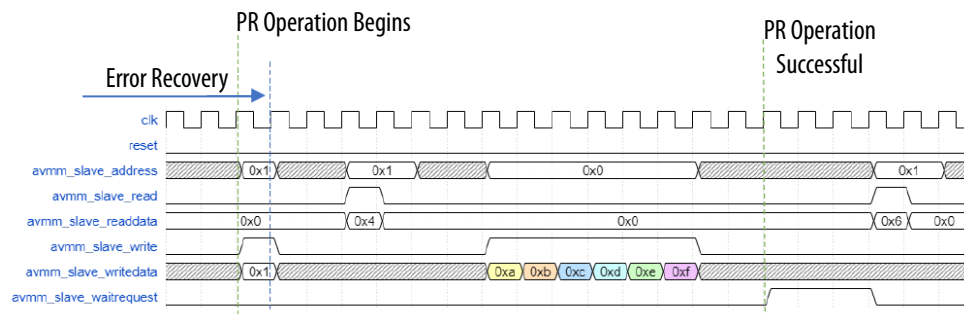 PR Operation Begins
PR Operation
Successful
Error Recovery
clk
reset
avmm_slave_address 0x1 0x1 0x0 0x1
avmm_slave_read
avmm_slave_readdata 0x0 0x4 0x0 0x6 0x0
avmm_slave_write
avmm_slave_writedata 0x1 0xa 0xb 0xc 0xd 0xe 0xf
avmm_slave_waitrequest